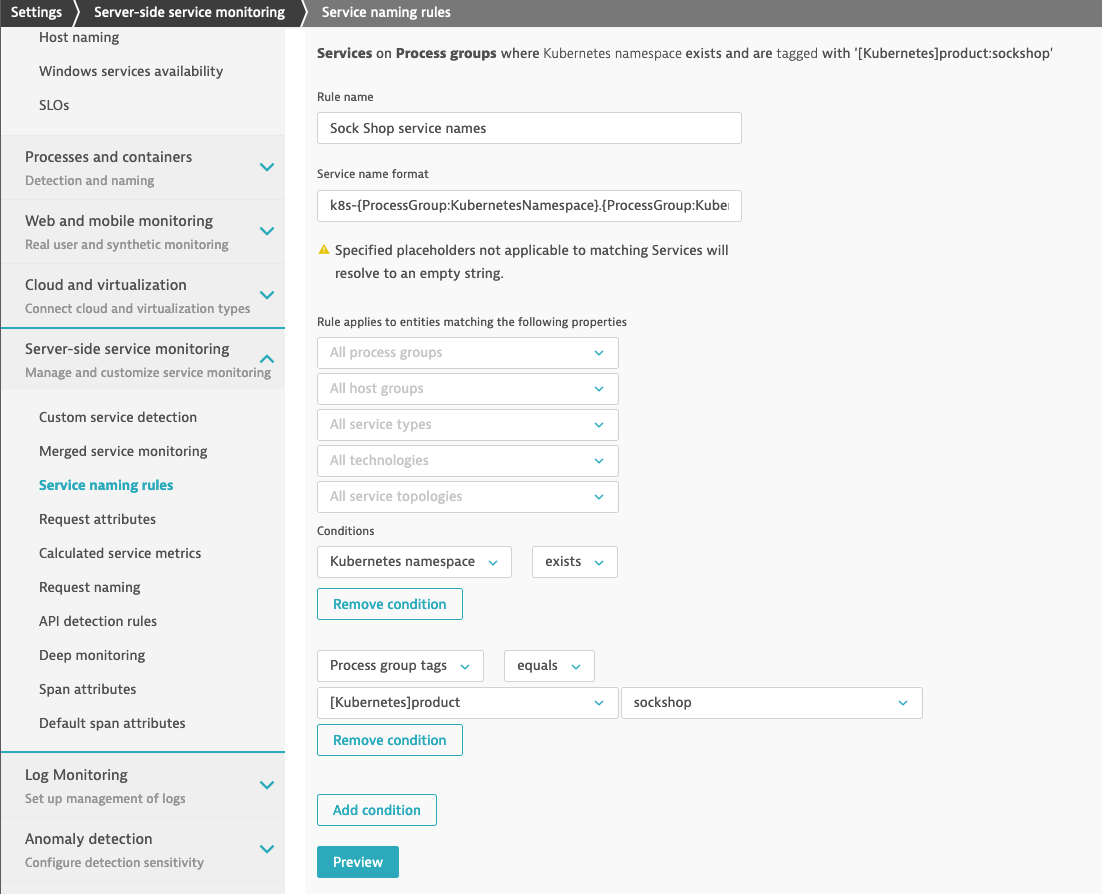 Settings
Server-side service monitoring
Service naming rules
Host naming
Windows services availability
SLOs
Processes and containers
Detection and naming
Web and mobile monitoring
Real user and synthetic monitoring
Cloud and virtualization
Connect cloud and virtualization types
Server-side service monitoring
Manage and customize service monitoring
Custom service detection
Merged service monitoring
Service naming rules
Request attributes
Calculated service metrics
Request naming
API detection rules
Deep monitoring
Span attributes
Default span attributes
Log Monitoring
Set up management of logs
Anomaly detection
Configure detection sensitivity
Services on Process groups where Kubernetes namespace exists and are tagged with '[Kubernetes]product:sockshop'
Rule name
Sock Shop service names
Service name format
k8s-{ProcessGroup:KubernetesNamespace}.{ProcessGroup:Kuber
Specified placeholders not applicable to matching Services will
resolve to an empty string.
Rule applies to entities matching the following properties
All process groups
All host groups
All service types
All technologies
All service topologies
Conditions
Kubernetes namespace
exists
Remove condition
Process group tags
equals
[Kubernetes]product
sockshop
Remove condition
Add condition
Preview